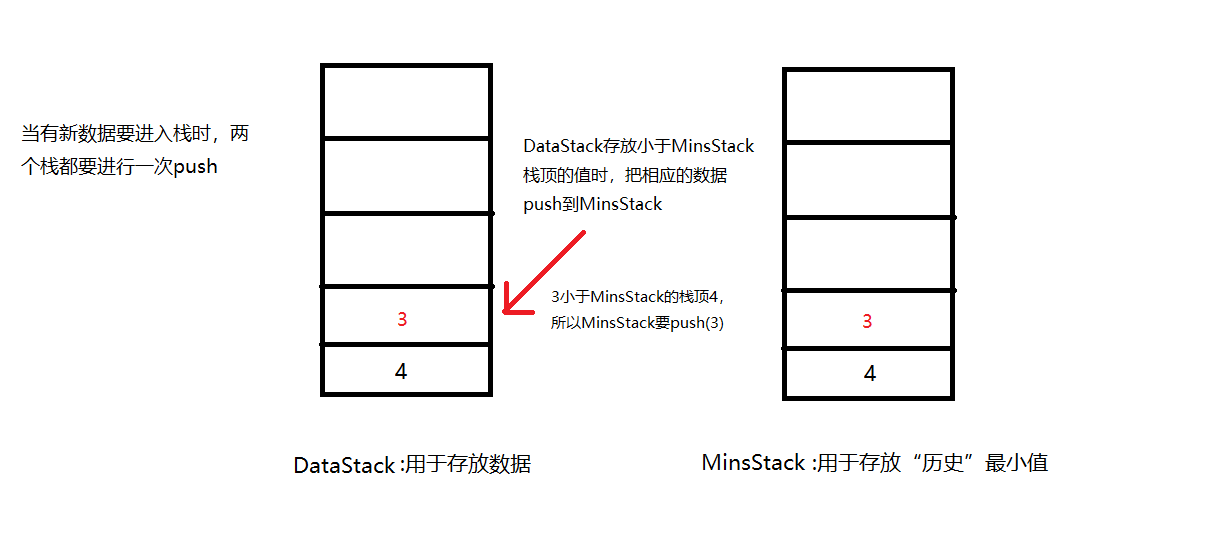 当有新数据要进入栈时，两
个栈都要进行一次push
DataStack存放小于MinsStack
栈顶的值时，把相应的数据
push到MinsStack
3小于MinsStack的栈顶4，
所以MinsStack要push(3)
3
4
3
4
DataStack :用于存放数据
MinsStack :用于存放“历史”最小值